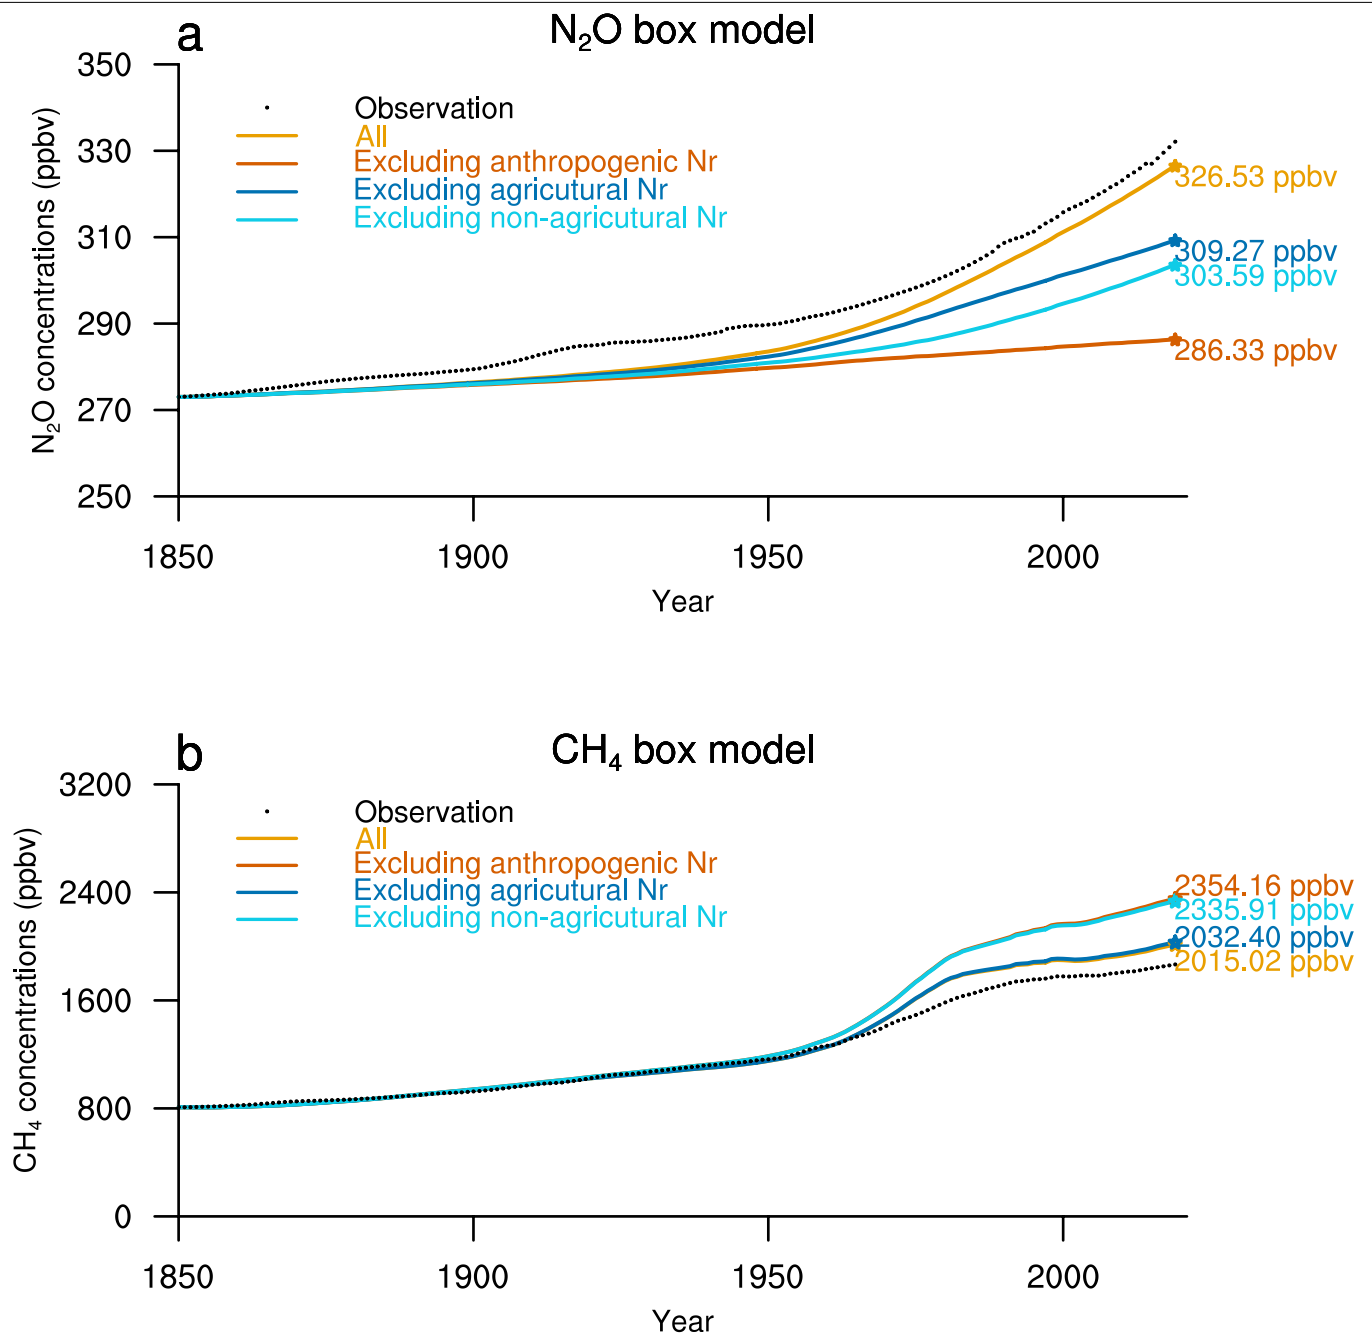 a
N₂O box model
350
330
310
290
270
250
N₂O concentrations (ppbv)
Observation
All
Excluding anthropogenic Nr
Excluding agricutural Nr
Excluding non-agricutural Nr
326.53 ppbv
309.27 ppbv
303.59 ppbv
286.33 ppbv
1850 1900 1950 2000
Year
b
CH₄ box model
3200
2400
1600
800
0
CH₄ concentrations (ppbv)
Observation
All
Excluding anthropogenic Nr
Excluding agricutural Nr
Excluding non-agricutural Nr
2354.16 ppbv
2335.91 ppbv
2032.40 ppbv
2015.02 ppbv
1850 1900 1950 2000
Year